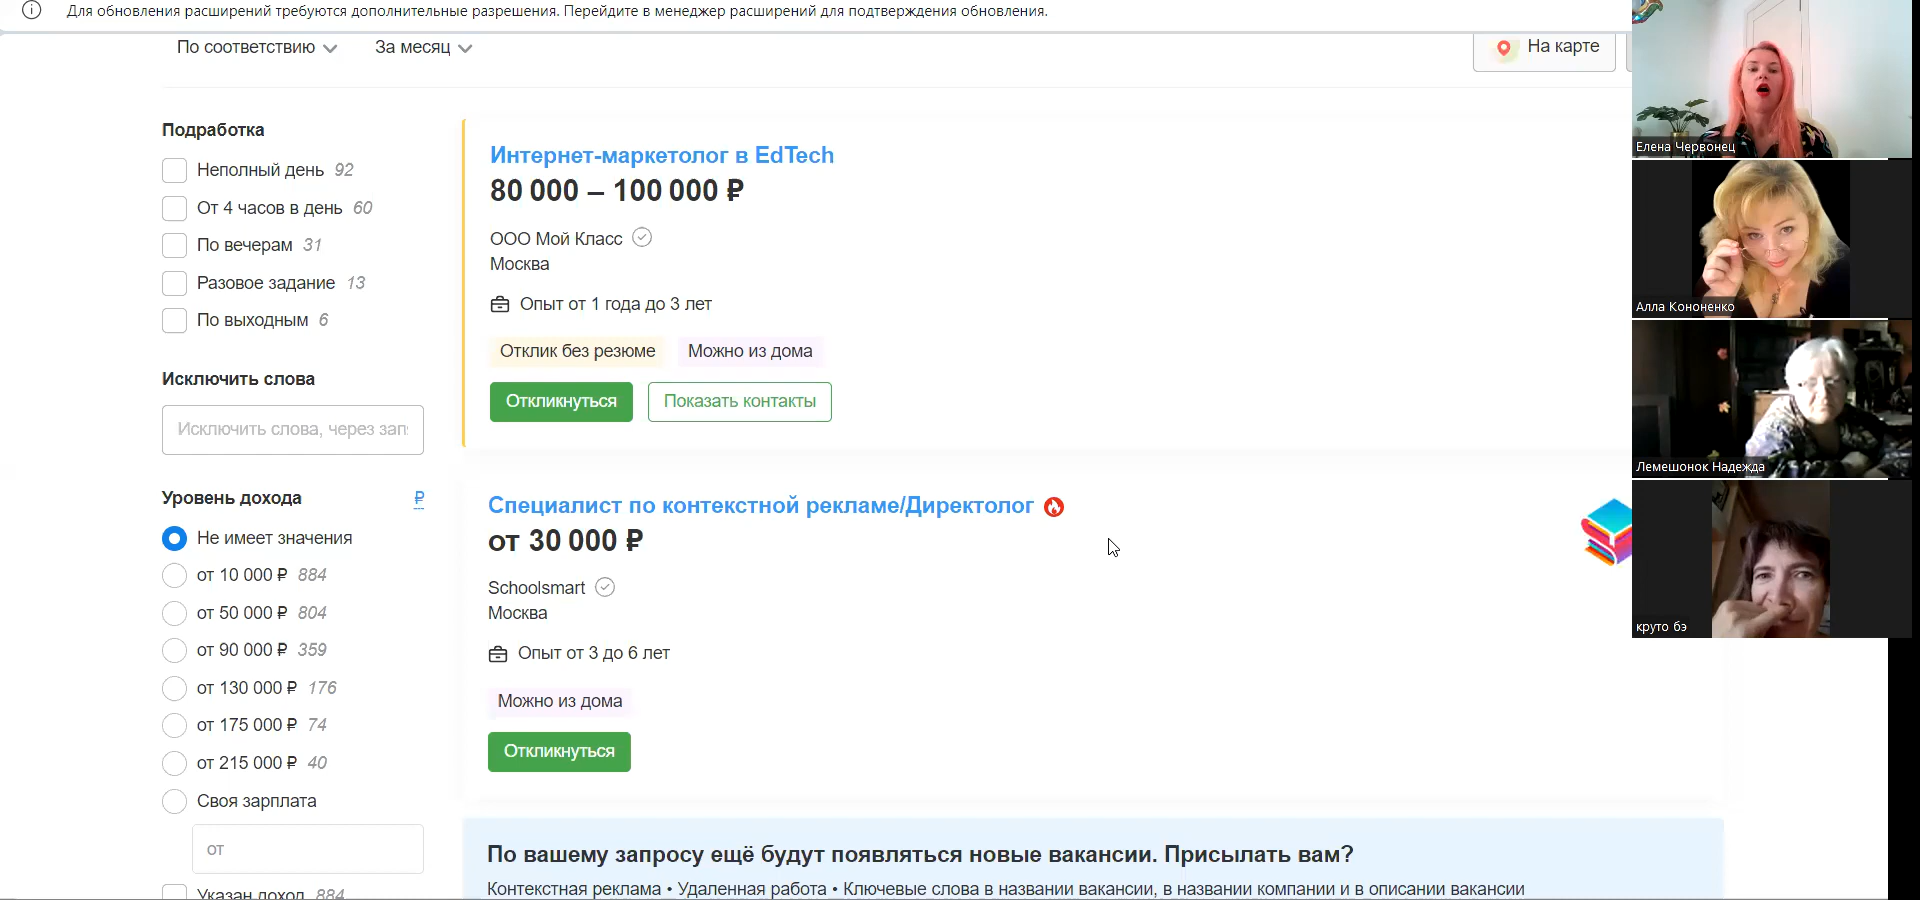 Для обновления расширений требуются дополнительные разрешения. Перейдите в менеджер расширений для подтверждения обновления.
По соответствию
За месяц
На карте
Подработка
Неполный день 92
От 4 часов в день 60
По вечерам 31
Разовое задание 13
По выходным 6
Исключить слова
Исключить слова, через зап
Уровень дохода ₽
Не имеет значения
от 10 000 ₽ 884
от 50 000 ₽ 804
от 90 000 ₽ 359
от 130 000 ₽ 176
от 175 000 ₽ 74
от 215 000 ₽ 40
Своя зарплата
от
Указан доход 884
Интернет-маркетолог в EdTech
80 000 – 100 000 ₽
ООО Мой Класс
Москва
Опыт от 1 года до 3 лет
Отклик без резюме
Можно из дома
Откликнуться
Показать контакты
Специалист по контекстной рекламе/Директолог
от 30 000 ₽
Schoolsmart
Москва
Опыт от 3 до 6 лет
Можно из дома
Откликнуться
По вашему запросу ещё будут появляться новые вакансии. Присылать вам?
Контекстная реклама • Удаленная работа • Ключевые слова в названии вакансии, в названии компании и в описании вакансии
Елена Червонец
Алла Кононенко
Лемешонок Надежда
круто бэ